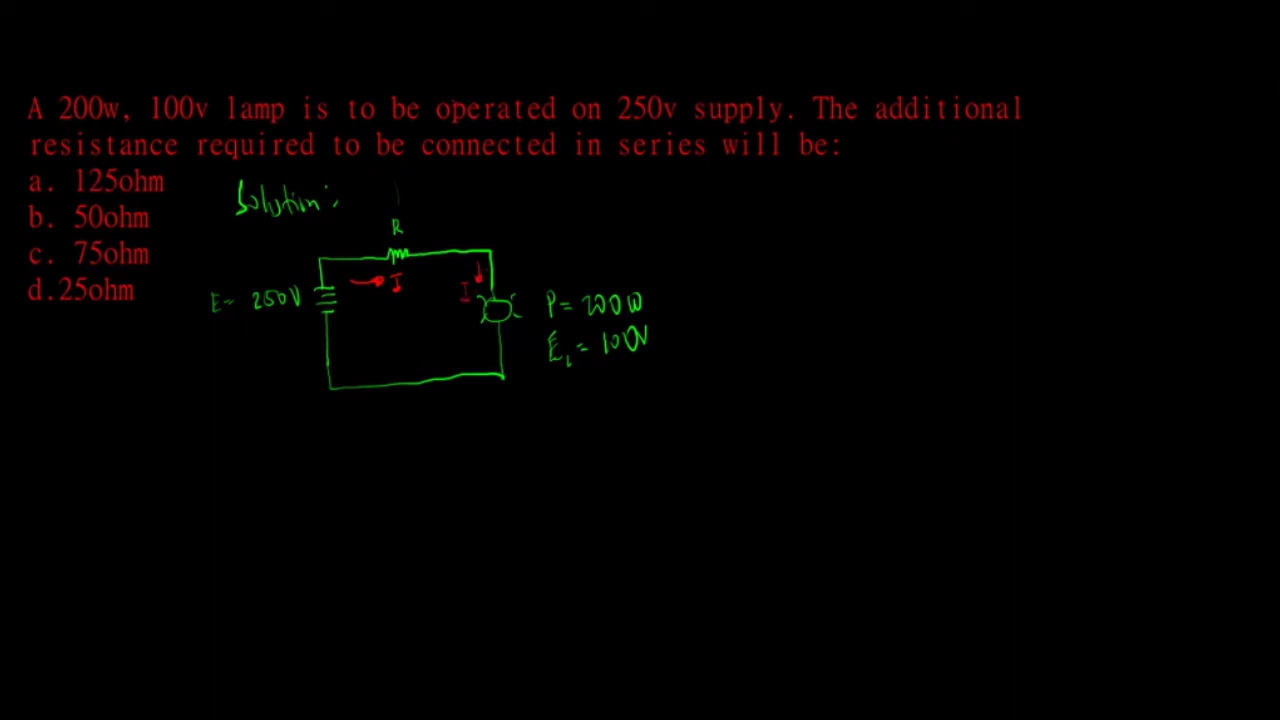 A 200w, 100v lamp is to be operated on 250v supply. The additional
resistance required to be connected in series will be:
a. 125ohm
b. 50ohm
c. 75ohm
d.25ohm
Solution:
R
I
I
E= 250V
P= 200W
E₁ = 100V